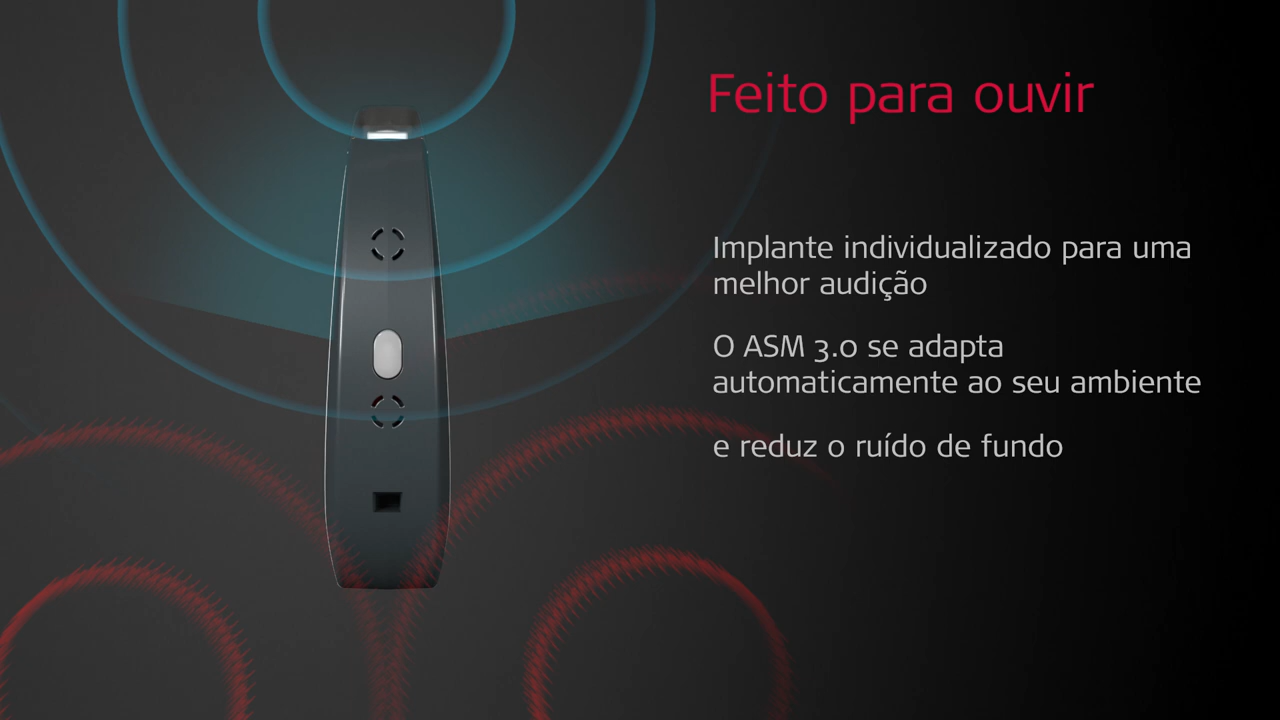 Feito para ouvir
Implante individualizado para uma
melhor audição
O ASM 3.0 se adapta
automaticamente ao seu ambiente
e reduz o ruído de fundo